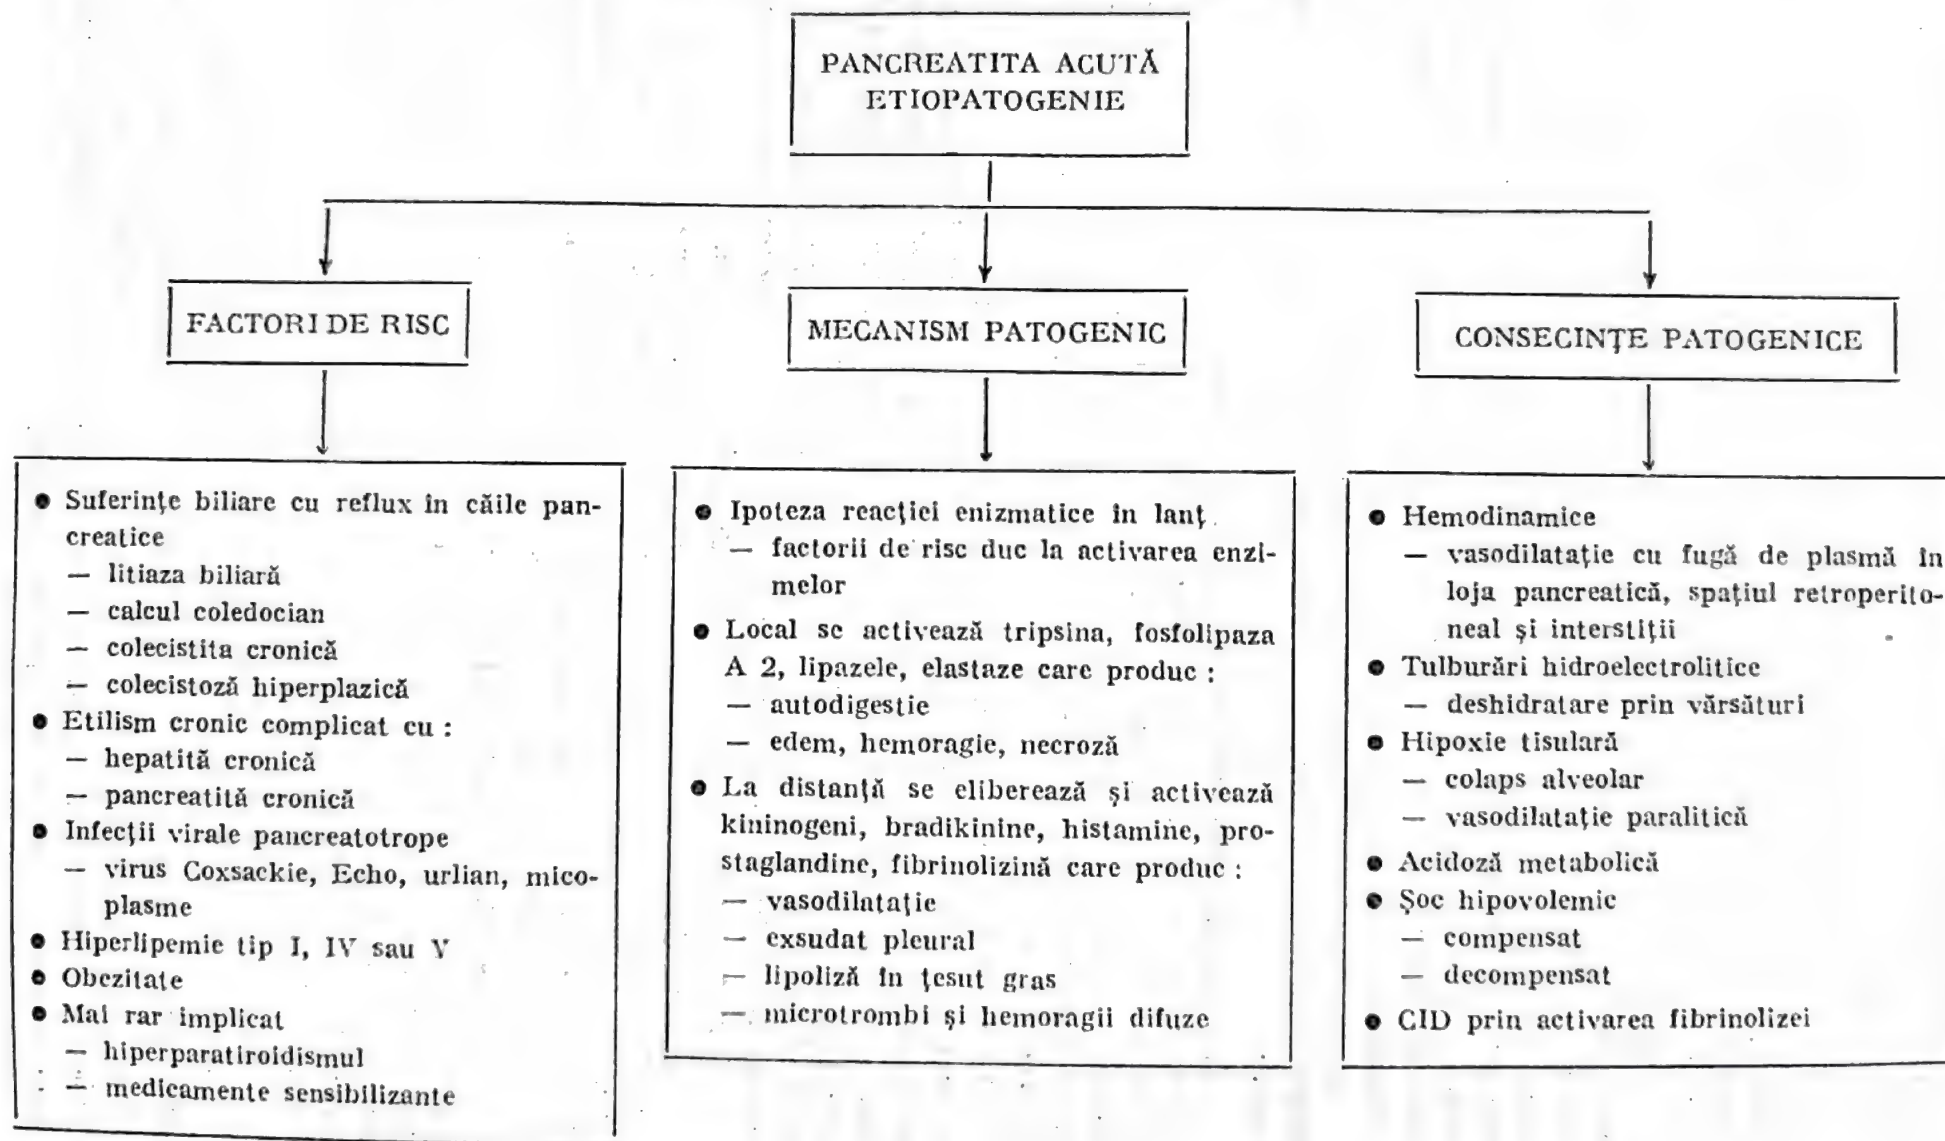 PANCREATITA ACUTĂ
ETIOPATOGENIE
FACTORI DE RISC
● Suferințe biliare cu reflux în căile pan-
creatice
— litiaza biliară
— calcul coledocian
— colecistita cronică
— colecistoză hiperplazică
● Etilism cronic complicat cu :
— hepatită cronică
— pancreatită cronică
● Infecții virale pancreatotrope
— virus Coxsackie, Echo, urlian, mico-
plasme
● Hiperlipemie tip I, IV sau V
● Obezitate
● Mai rar implicat
— hiperparatiroidismul
— medicamente sensibilizante
MECANISM PATOGENIC
● Ipoteza reacției enizmatice în lanț
— factorii de risc duc la activarea enzi-
melor
● Local se activează tripsina, fosfolipaza
A 2, lipazele, elastaze care produc :
— autodigestie
— edem, hemoragie, necroză
● La distanță se eliberează și activează
kininogeni, bradikinine, histamine, pro-
staglandine, fibrinolizină care produc :
— vasodilatație
— exsudat pleural
— lipoliză în țesut gras
— microtrombi și hemoragii difuze
CONSECINȚE PATOGENICE
● Hemodinamice
— vasodilatație cu fugă de plasmă în
loja pancreatică, spațiul retroperito-
neal și interstiții
● Tulburări hidroelectrolitice
— deshidratare prin vărsături
● Hipoxie tisulară
— colaps alveolar
— vasodilatație paralitică
● Acidoză metabolică
● Șoc hipovolemic
— compensat
— decompensat
● CID prin activarea fibrinolizei